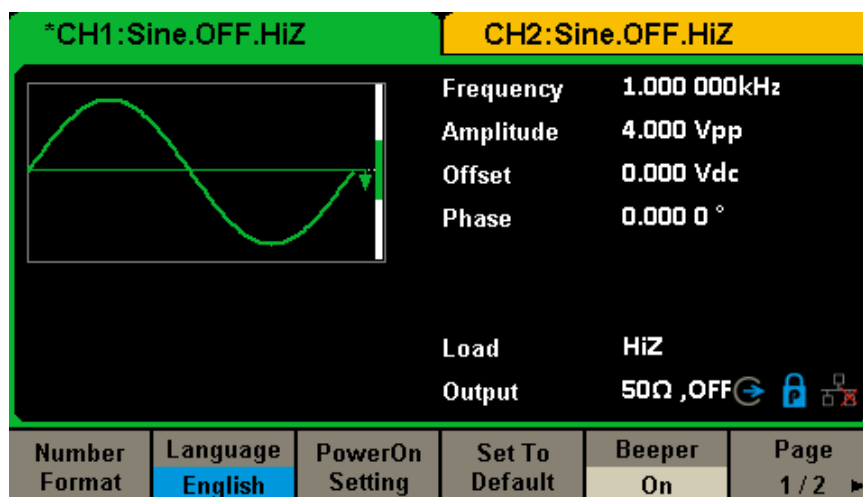 *CH1:Sine.OFF.HiZ
CH2:Sine.OFF.HiZ
Frequency 1.000 000kHz
Amplitude 4.000 Vpp
Offset 0.000 Vdc
Phase 0.000 0 °
Load HiZ
Output 50Ω ,OFF
P
Number Format
Language English
PowerOn Setting
Set To Default
Beeper On
Page 1/2 ►